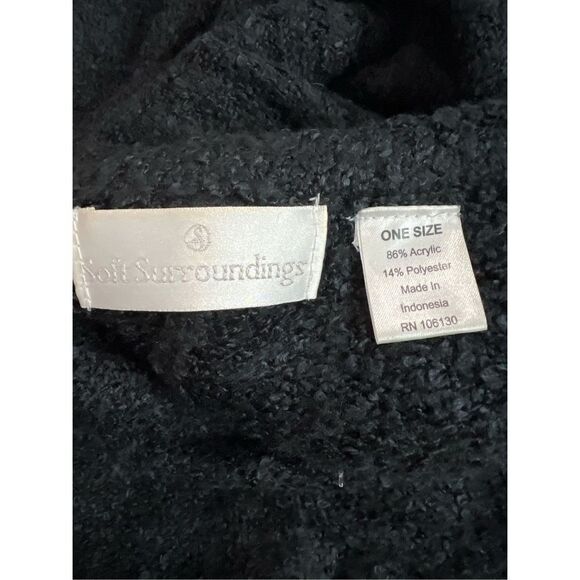 Soft Surroundings
ONE SIZE
86% Acrylic
14% Polyester
Made In
Indonesia
RN 106130